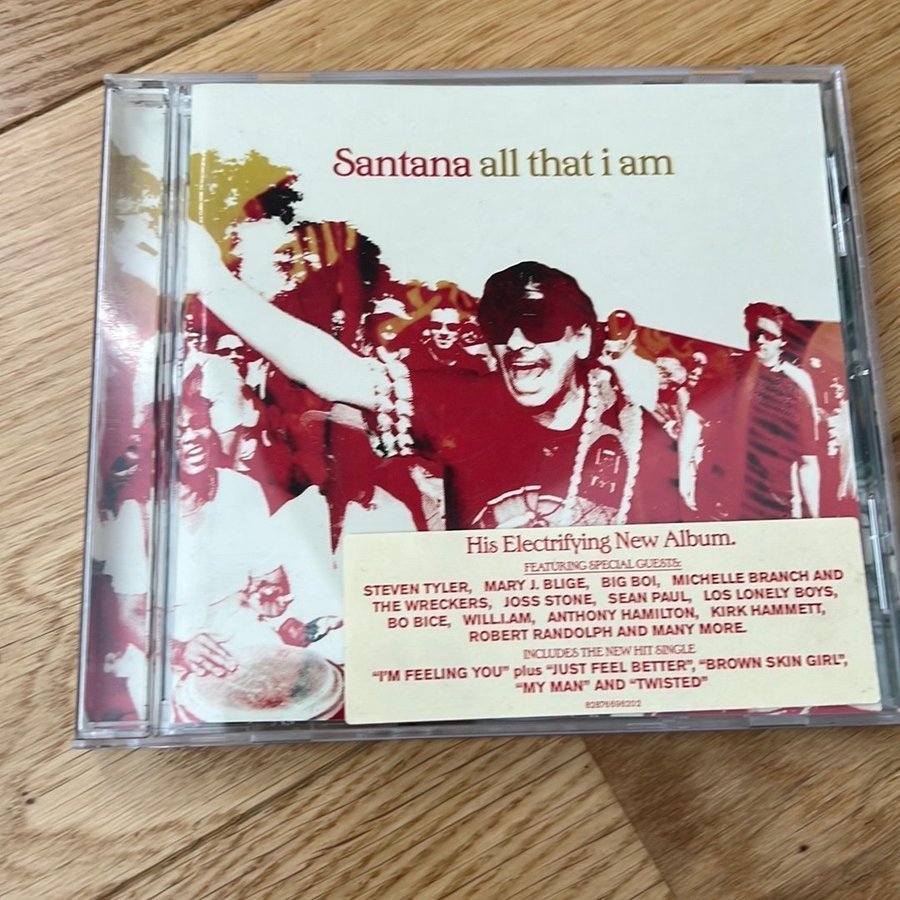 Santana all that i am
His Electrifying New Album.
FEATURING SPECIAL GUESTS:
STEVEN TYLER, MARY J. BLIGE, BIG BOI, MICHELLE BRANCH AND
THE WRECKERS, JOSS STONE, SEAN PAUL, LOS LONELY BOYS,
BO BICE, WILL.I.AM, ANTHONY HAMILTON, KIRK HAMMETT,
ROBERT RANDOLPH AND MANY MORE.
INCLUDES THE NEW HIT SINGLE
"I'M FEELING YOU" plus "JUST FEEL BETTER", "BROWN SKIN GIRL",
"MY MAN" AND "TWISTED"
82876696202